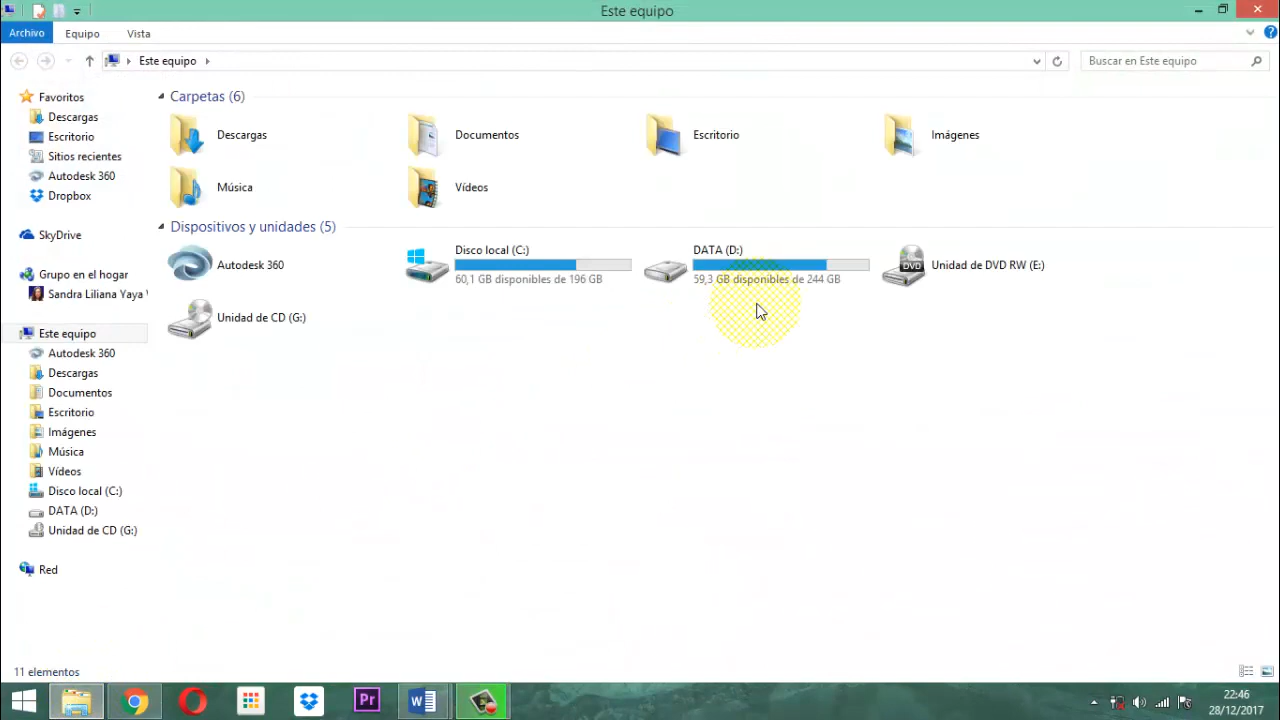 Este equipo
Archivo Equipo Vista
Este equipo
Buscar en Este equipo
Favoritos
Descargas
Escritorio
Sitios recientes
Autodesk 360
Dropbox
SkyDrive
Grupo en el hogar
Sandra Liliana Yaya
Este equipo
Autodesk 360
Descargas
Documentos
Escritorio
Imágenes
Música
Vídeos
Disco local (C:)
DATA (D:)
Unidad de CD (G:)
Red
Carpetas (6)
Descargas
Documentos
Escritorio
Imágenes
Música
Vídeos
Dispositivos y unidades (5)
Autodesk 360
Disco local (C:)
60,1 GB disponibles de 196 GB
DATA (D:)
59,3 GB disponibles de 244 GB
DVD
Unidad de DVD RW (E:)
Unidad de CD (G:)
11 elementos
Pr
22:46
28/12/2017